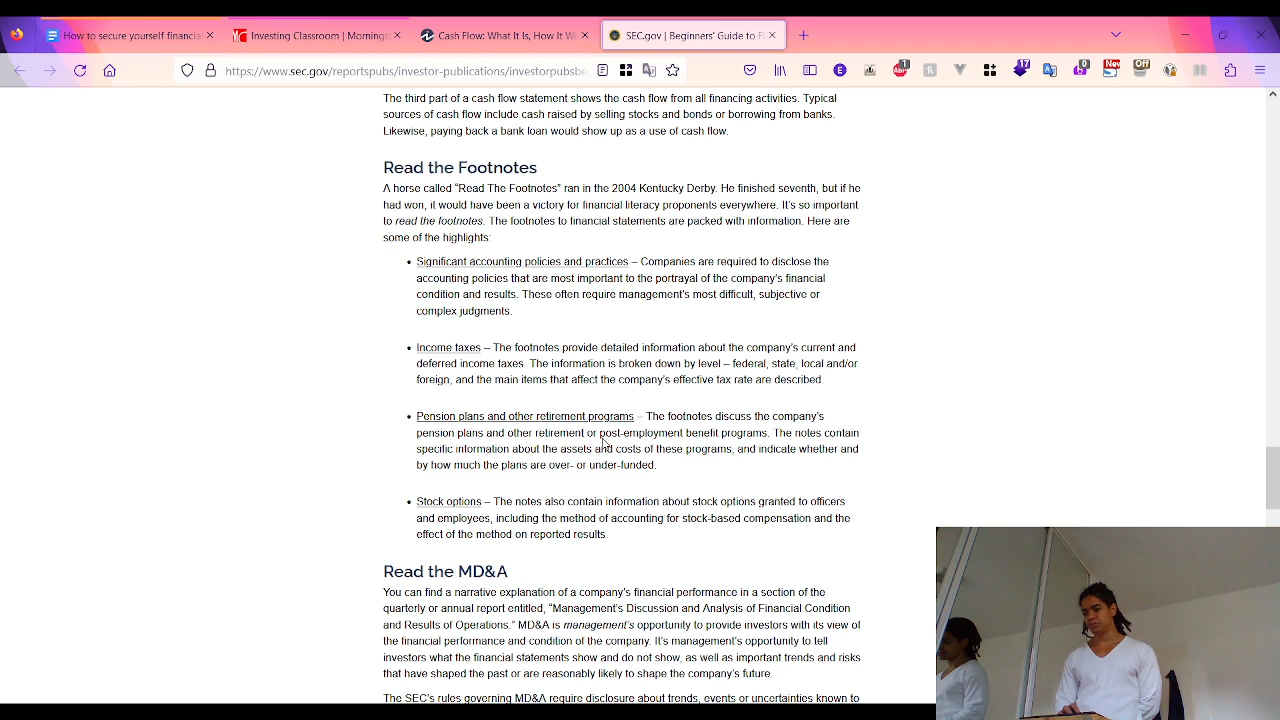 How to secure yourself financial
Investing Classroom | Mornings
Cash Flow: What It Is, How It Wo
SEC.gov | Beginners' Guide to Fi
https://www.sec.gov/reportspubs/investor-publications/investorpubsbe
The third part of a cash flow statement shows the cash flow from all financing activities. Typical
sources of cash flow include cash raised by selling stocks and bonds or borrowing from banks.
Likewise, paying back a bank loan would show up as a use of cash flow.
Read the Footnotes
A horse called “Read The Footnotes” ran in the 2004 Kentucky Derby. He finished seventh, but if he
had won, it would have been a victory for financial literacy proponents everywhere. It’s so important
to read the footnotes. The footnotes to financial statements are packed with information. Here are
some of the highlights:
• Significant accounting policies and practices – Companies are required to disclose the
accounting policies that are most important to the portrayal of the company’s financial
condition and results. These often require management’s most difficult, subjective or
complex judgments.
• Income taxes – The footnotes provide detailed information about the company’s current and
deferred income taxes. The information is broken down by level – federal, state, local and/or
foreign, and the main items that affect the company’s effective tax rate are described.
• Pension plans and other retirement programs – The footnotes discuss the company’s
pension plans and other retirement or post-employment benefit programs. The notes contain
specific information about the assets and costs of these programs, and indicate whether and
by how much the plans are over- or under-funded.
• Stock options – The notes also contain information about stock options granted to officers
and employees, including the method of accounting for stock-based compensation and the
effect of the method on reported results.
Read the MD&A
You can find a narrative explanation of a company’s financial performance in a section of the
quarterly or annual report entitled, “Management’s Discussion and Analysis of Financial Condition
and Results of Operations.” MD&A is management’s opportunity to provide investors with its view of
the financial performance and condition of the company. It’s management’s opportunity to tell
investors what the financial statements show and do not show, as well as important trends and risks
that have shaped the past or are reasonably likely to shape the company’s future.
The SEC’s rules governing MD&A require disclosure about trends, events or uncertainties known to